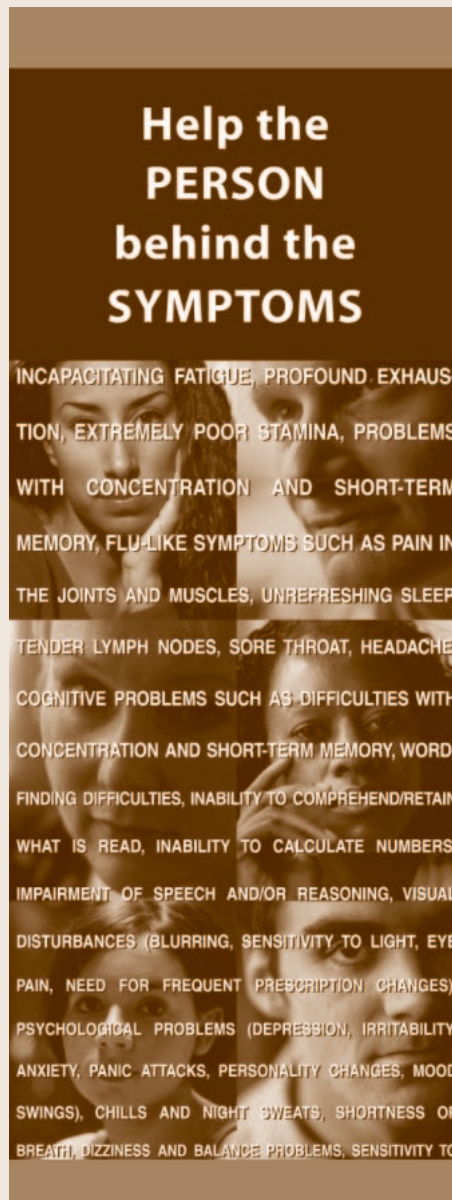 Help the
PERSON
behind the
SYMPTOMS
INCAPACITATING FATIGUE, PROFOUND EXHAUS-
TION, EXTREMELY POOR STAMINA, PROBLEMS
WITH CONCENTRATION AND SHORT-TERM
MEMORY, FLU-LIKE SYMPTOMS SUCH AS PAIN IN
THE JOINTS AND MUSCLES, UNREFRESHING SLEEP,
TENDER LYMPH NODES, SORE THROAT, HEADACHE,
COGNITIVE PROBLEMS SUCH AS DIFFICULTIES WITH
CONCENTRATION AND SHORT-TERM MEMORY, WORD-
FINDING DIFFICULTIES, INABILITY TO COMPREHEND/RETAIN
WHAT IS READ, INABILITY TO CALCULATE NUMBERS,
IMPAIRMENT OF SPEECH AND/OR REASONING, VISUAL
DISTURBANCES (BLURRING, SENSITIVITY TO LIGHT, EYE
PAIN, NEED FOR FREQUENT PRESCRIPTION CHANGES),
PSYCHOLOGICAL PROBLEMS (DEPRESSION, IRRITABILITY,
ANXIETY, PANIC ATTACKS, PERSONALITY CHANGES, MOOD
SWINGS), CHILLS AND NIGHT SWEATS, SHORTNESS OF
BREATH, DIZZINESS AND BALANCE PROBLEMS, SENSITIVITY TO